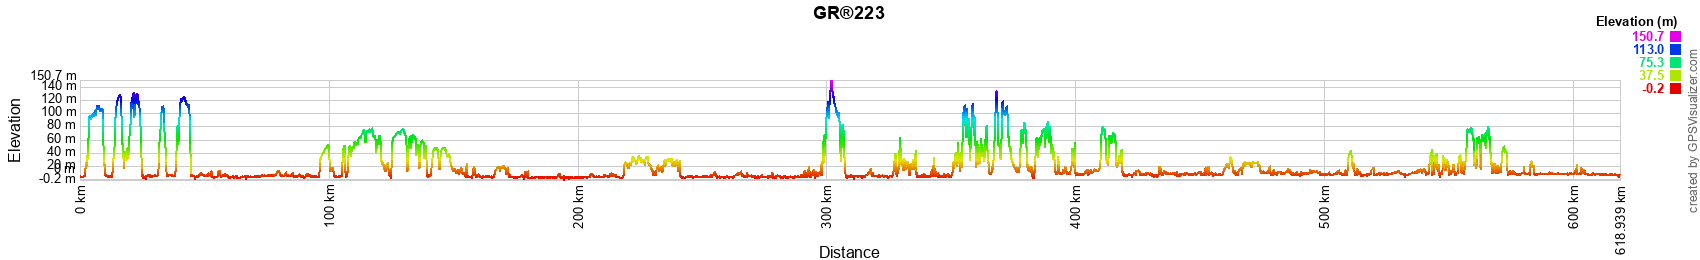 GR®223
Elevation (m)
150.7
113.0
75.3
37.5
-0.2
Elevation
150.7 m
140 m
120 m
100 m
80 m
60 m
40 m
20 m
-0.2 m
0 km
100 km
200 km
300 km
400 km
500 km
600 km
618.939 km
Distance
created by GPSVisualizer.com